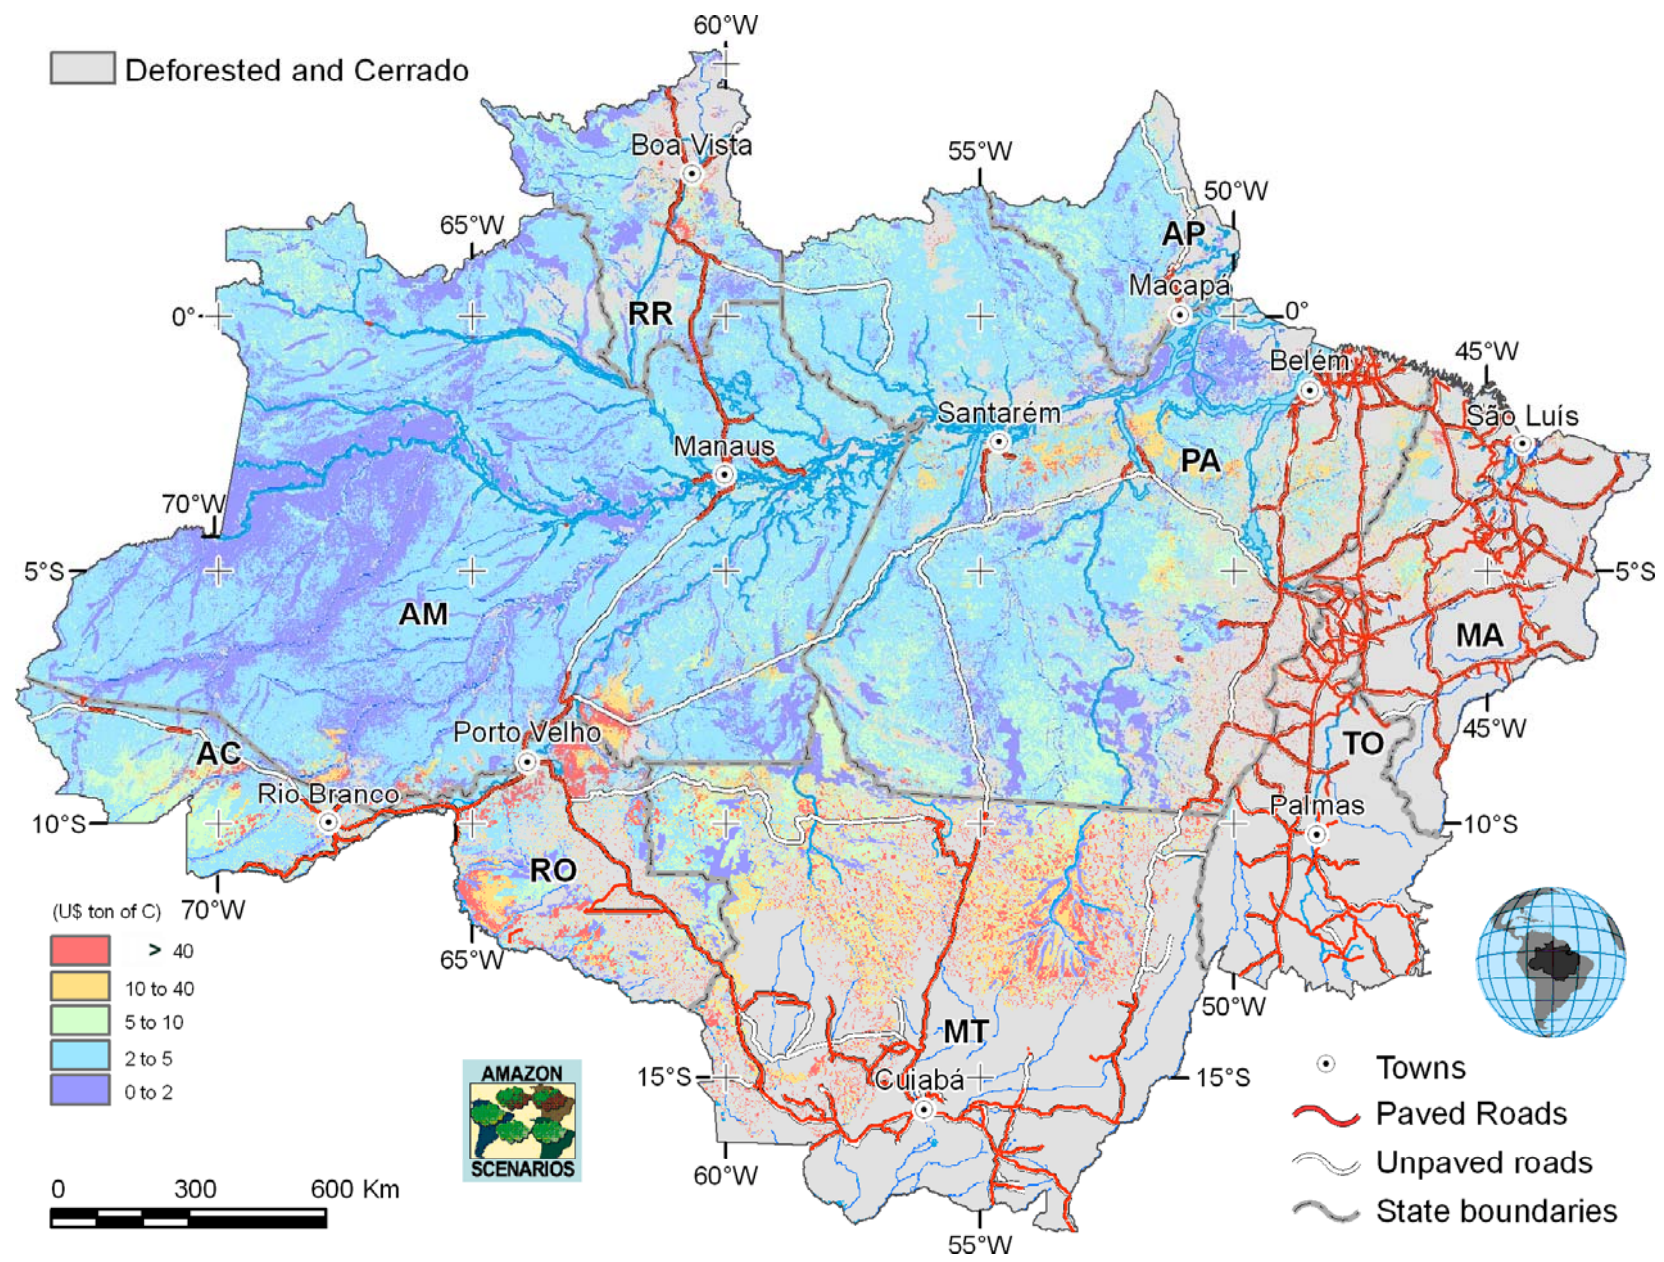 60°W
Deforested and Cerrado
Boa Vista
55°W
50°W
65°W
AP
Macapá
0°
RR
0°
Belém
45°W
Santarém
São Luís
Manaus
PA
70°W
5°S
5°S
AM
MA
Porto Velho
45°W
AC
TO
Rio Branco
Palmas
10°S
10°S
RO
(U$ ton of C)
70°W
> 40
65°W
10 to 40
50°W
5 to 10
MT
2 to 5
0 to 2
15°S
Cuiabá
15°S
Towns
AMAZON
SCENARIOS
Paved Roads
60°W
Unpaved roads
0 300 600 Km
State boundaries
55°W